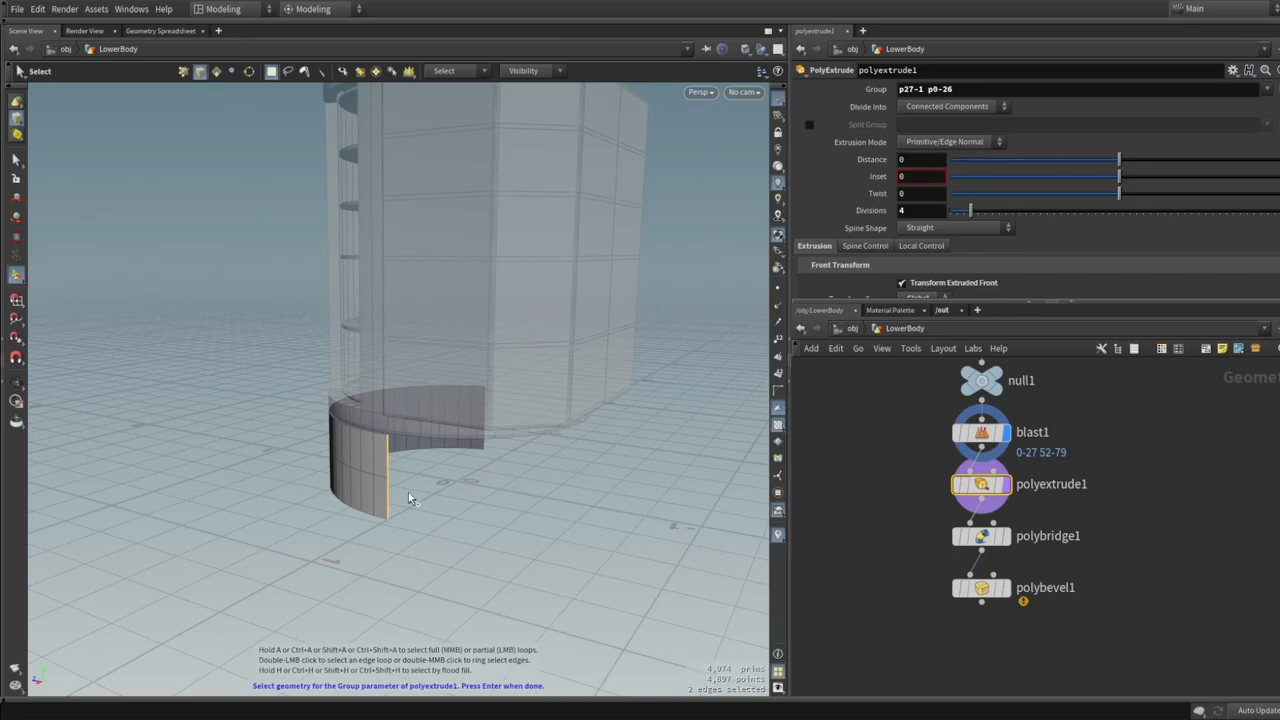 File Edit Render Assets Windows Help Modeling Modeling Main
Scene View Render View Geometry Spreadsheet
obj LowerBody
Select Select Visibility
Persp No cam
Hold A or Ctrl+A or Shift+A or Ctrl+Shift+A to select full (MMB) or partial (LMB) loops.
Double-LMB click to select an edge loop or double-MMB click to ring select edges.
Hold H or Ctrl+H or Shift+H or Ctrl+Shift+H to select by flood fill.
Select geometry for the Group parameter of polyextrude1. Press Enter when done.
4,974 prims
4,897 points
2 edges selected
polyextrude1
obj LowerBody
PolyExtrude polyextrude1
Group p27-1 p0-26
Divide Into Connected Components
Split Group
Extrusion Mode Primitive/Edge Normal
Distance 0
Inset 0
Twist 0
Divisions 4
Spine Shape Straight
Extrusion Spine Control Local Control
Front Transform
Transform Extruded Front
/obj/LowerBody Material Palette /out
obj LowerBody
Add Edit Go View Tools Layout Labs Help
Geome
null1
blast1
0-27 52-79
polyextrude1
polybridge1
polybevel1
Auto Update